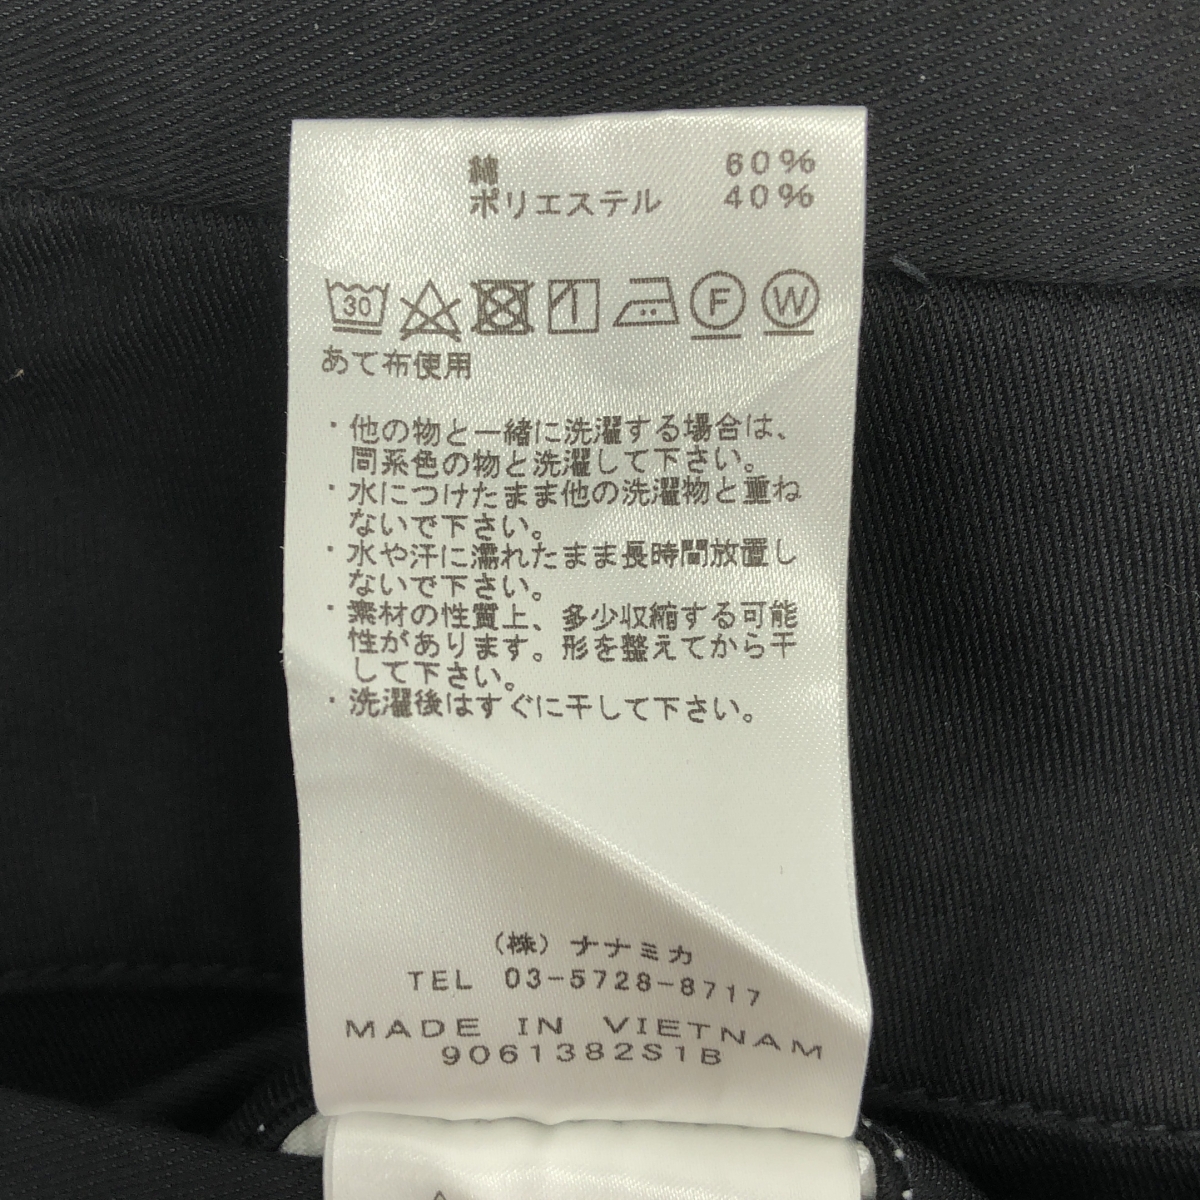 綿 60%
ポリエステル 40%
30 F W
あて布使用
・他の物と一緒に洗濯する場合は、
同系色の物と洗濯して下さい。
・水につけたまま他の洗濯物と重ね
ないで下さい。
・水や汗に濡れたまま長時間放置し
ないで下さい。
・素材の性質上、多少収縮する可能
性があります。形を整えてから干
して下さい。
・洗濯後はすぐに干して下さい。
(株) ナナミカ
TEL 03-5728-8717
MADE IN VIETNAM
9061382S1B